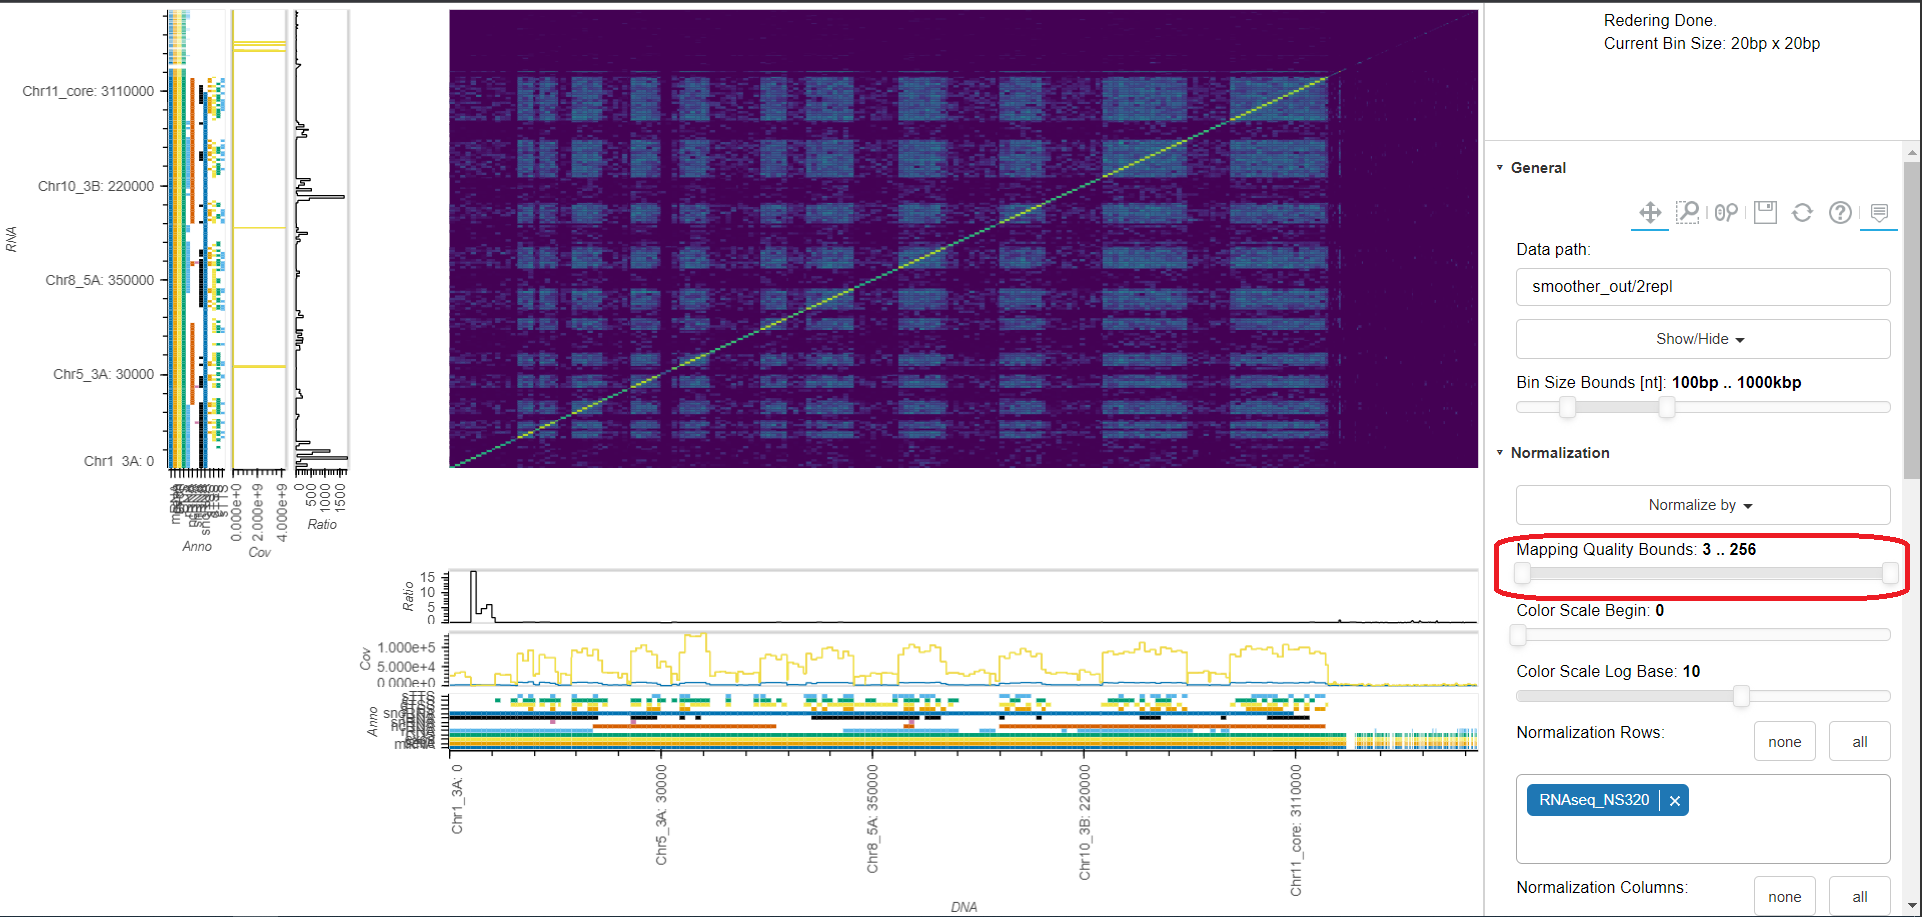 Redering Done.
Current Bin Size: 20bp x 20bp
General
Data path:
smoother_out/2repl
Show/Hide
Bin Size Bounds [nt]: 100bp .. 1000kbp
Normalization
Normalize by
Mapping Quality Bounds: 3 .. 256
Color Scale Begin: 0
Color Scale Log Base: 10
Normalization Rows:
none
all
RNAseq_NS320
Normalization Columns:
none
all
RNA
Chr11_core: 3110000
Chr10_3B: 220000
Chr8_5A: 350000
Chr5_3A: 30000
Chr1_3A: 0
sTTS
Anno
0.000e+0
2.000e+9
4.000e+9
Cov
0
500
1000
1500
Ratio
Ratio
15
10
5
0
Cov
1.000e+5
5.000e+4
0.000e+0
Anno
sTTS
Chr1_3A: 0
Chr5_3A: 30000
Chr8_5A: 350000
Chr10_3B: 220000
Chr11_core: 3110000
DNA